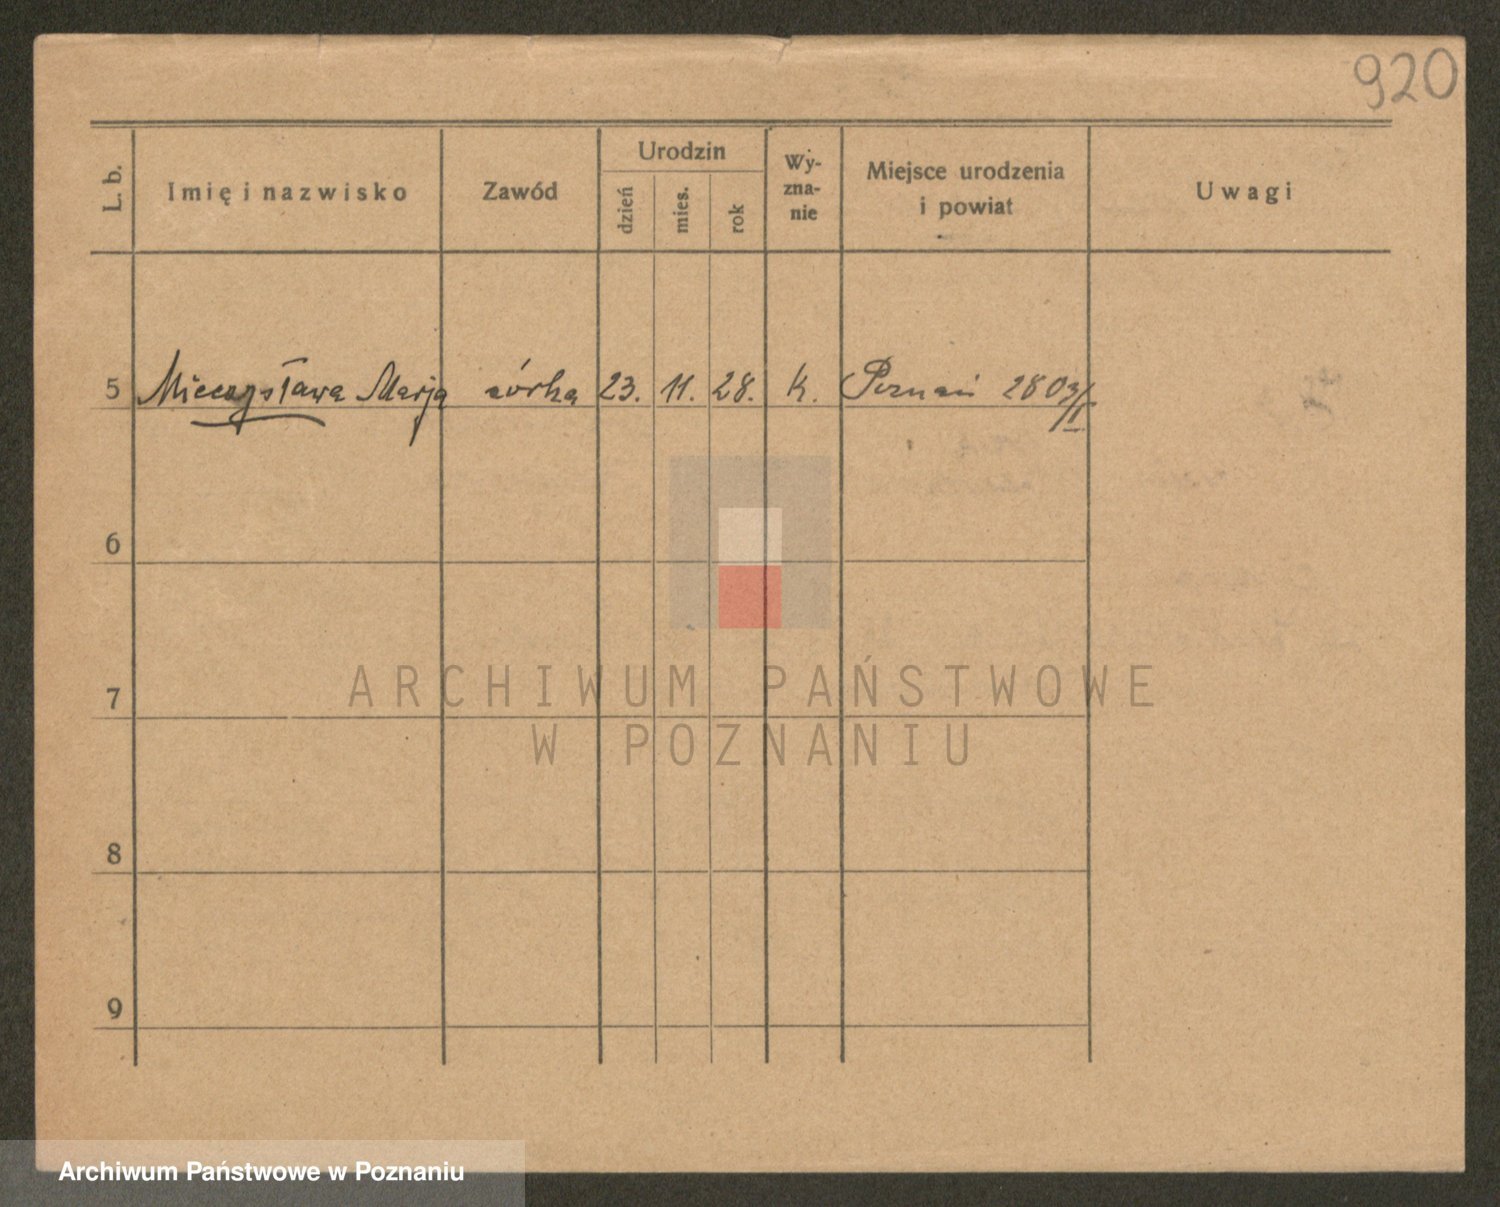 920
L. b.
Imię i nazwisko
Zawód
Urodzin
dzień
mies.
rok
Wy-
zna-
nie
Miejsce urodzenia
i powiat
Uwagi
5 Mieczysława Marja córka 23. 11. 28. k. Poznań
6
7
8
9
ARCHIWUM PAŃSTWOWE
W POZNANIU
Archiwum Państwowe w Poznaniu